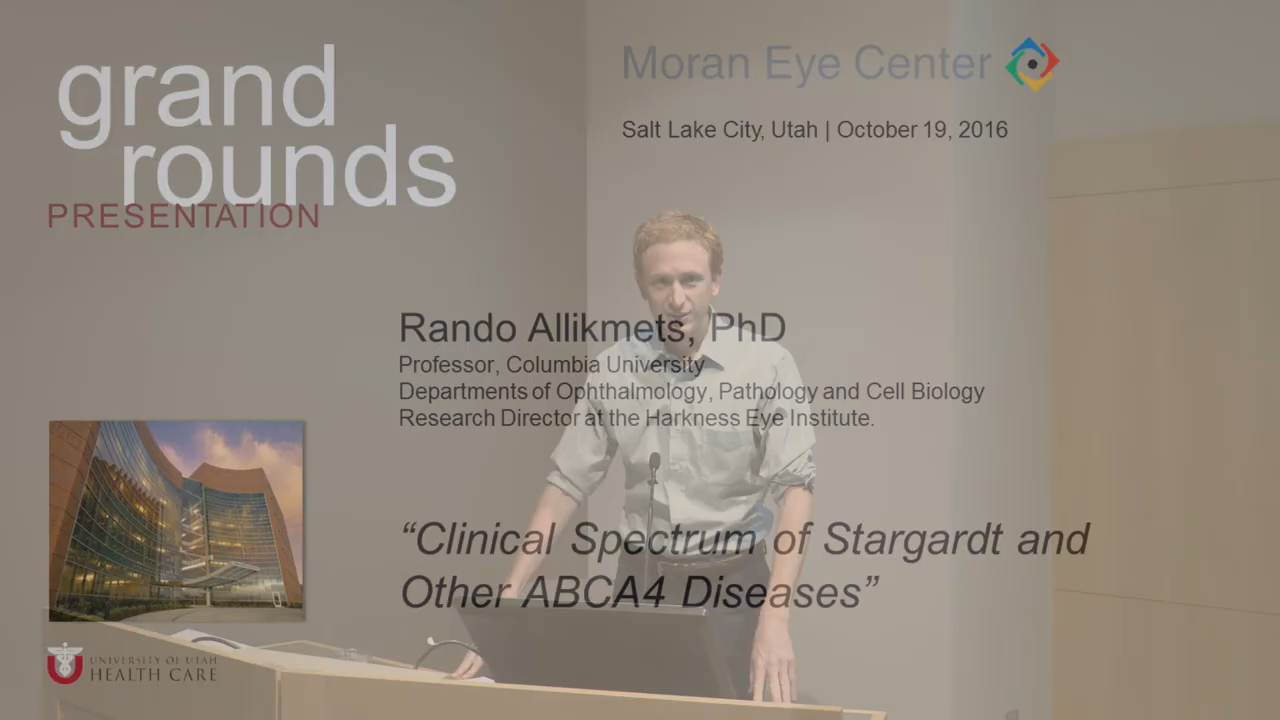 grand
rounds
PRESENTATION
Moran Eye Center
Salt Lake City, Utah | October 19, 2016
Rando Allikmets, PhD
Professor, Columbia University
Departments of Ophthalmology, Pathology and Cell Biology
Research Director at the Harkness Eye Institute.
“Clinical Spectrum of Stargardt and
Other ABCA4 Diseases”
UNIVERSITY OF UTAH
HEALTH CARE